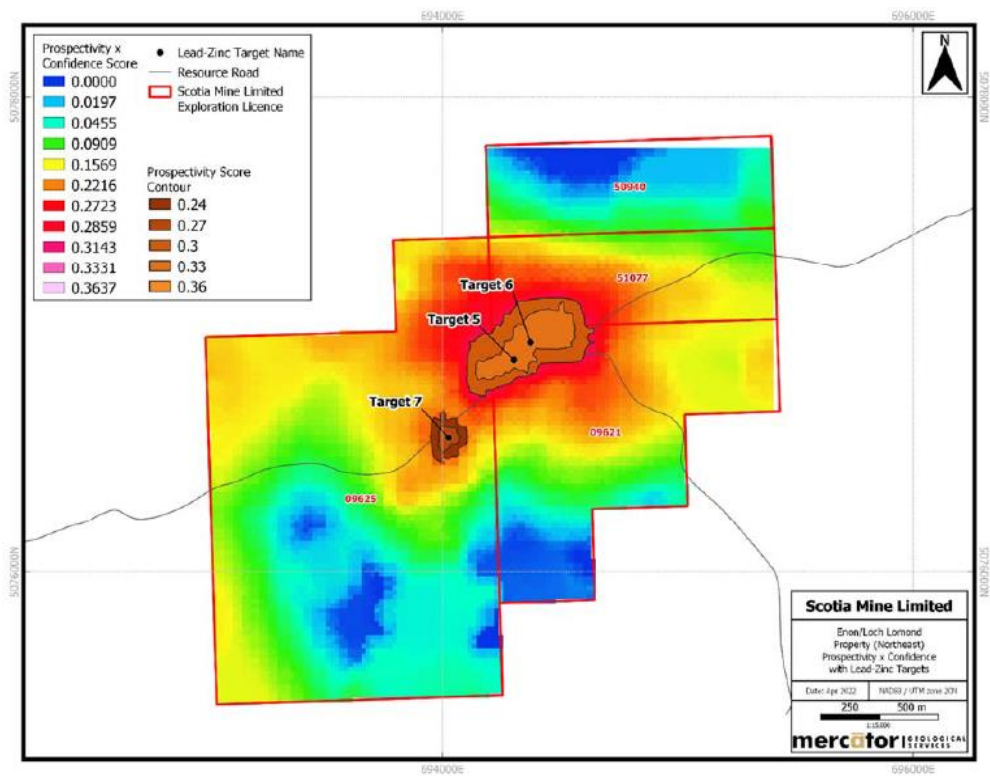 694000E
696000E
Prospectivity x
Confidence Score
0.0000
0.0197
0.0455
0.0909
0.1569
0.2216
0.2723
0.2859
0.3143
0.3331
0.3637
Lead-Zinc Target Name
Resource Road
Scotia Mine Limited
Exploration Licence
Prospectivity Score
Contour
0.24
0.27
0.3
0.33
0.36
N
5078000N
5078000N
50940
51077
Target 6
Target 5
Target 7
09621
09625
5076000N
5076000N
Scotia Mine Limited
Enon/Loch Lomond
Property (Northeast)
Prospectivity x Confidence
with Lead-Zinc Targets
Date: Apr 2022
NAD83 / UTM zone 20N
250 500 m
1:15,000
mercator GEOLOGICAL
SERVICES
694000E
696000E